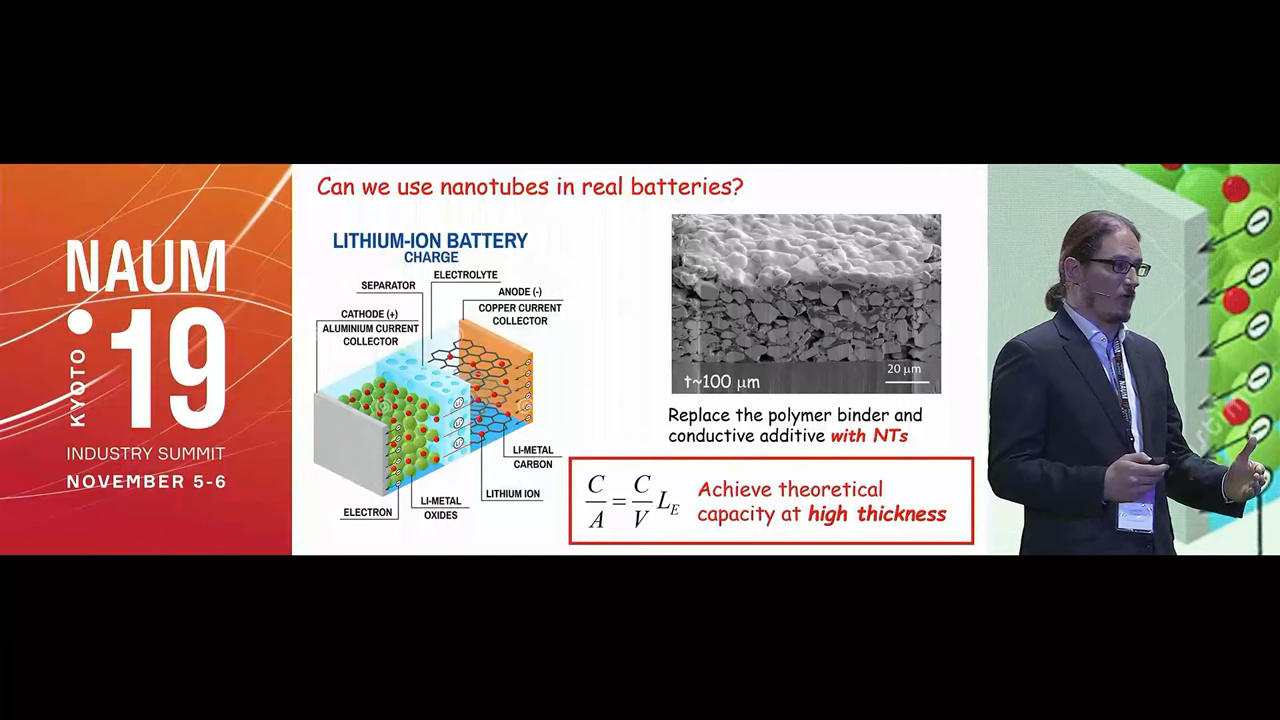 NAUM
'19
KYOTO
INDUSTRY SUMMIT
NOVEMBER 5-6
Can we use nanotubes in real batteries?
LITHIUM-ION BATTERY
CHARGE
ELECTROLYTE
SEPARATOR
ANODE (-)
COPPER CURRENT
COLLECTOR
CATHODE (+)
ALUMINIUM CURRENT
COLLECTOR
LI-METAL
CARBON
LITHIUM ION
LI-METAL
OXIDES
ELECTRON
t~100 μm
20 μm
Replace the polymer binder and
conductive additive with NTs
C/A = C/V L_E
Achieve theoretical
capacity at high thickness
NAUM